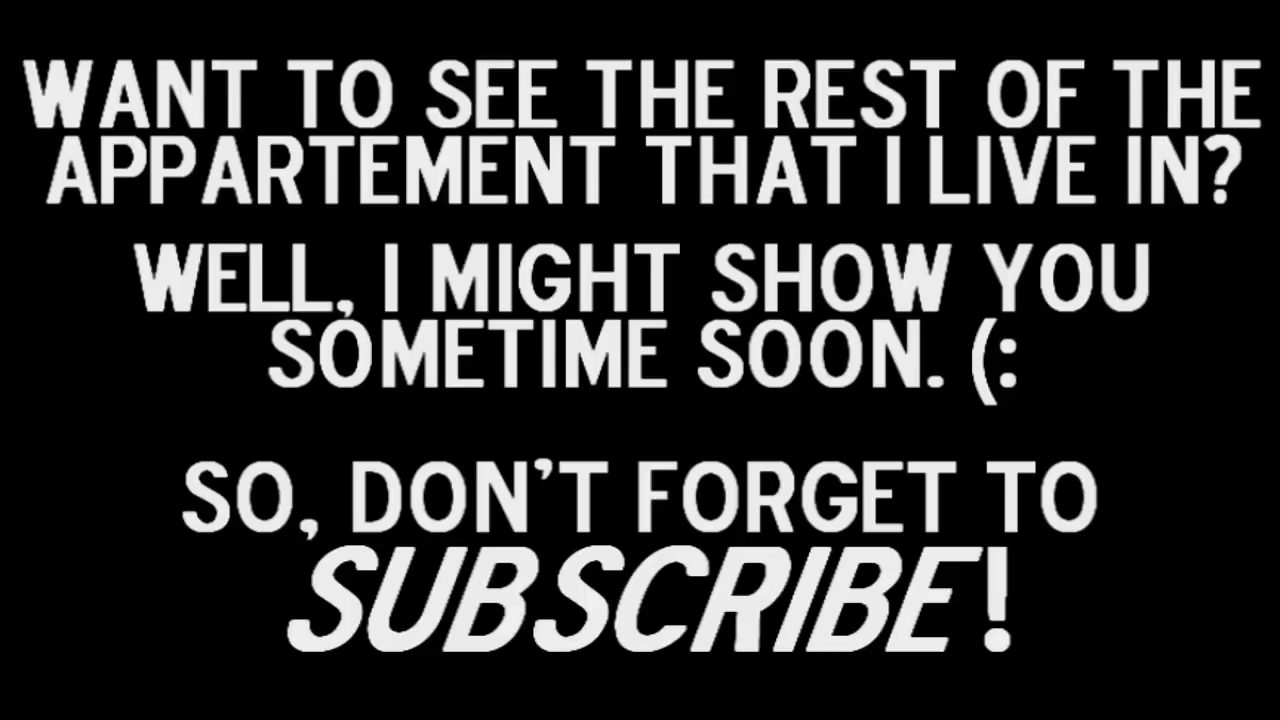 WANT TO SEE THE REST OF THE
APPARTEMENT THAT I LIVE IN?
WELL, I MIGHT SHOW YOU
SOMETIME SOON. (:
SO, DON'T FORGET TO
SUBSCRIBE!